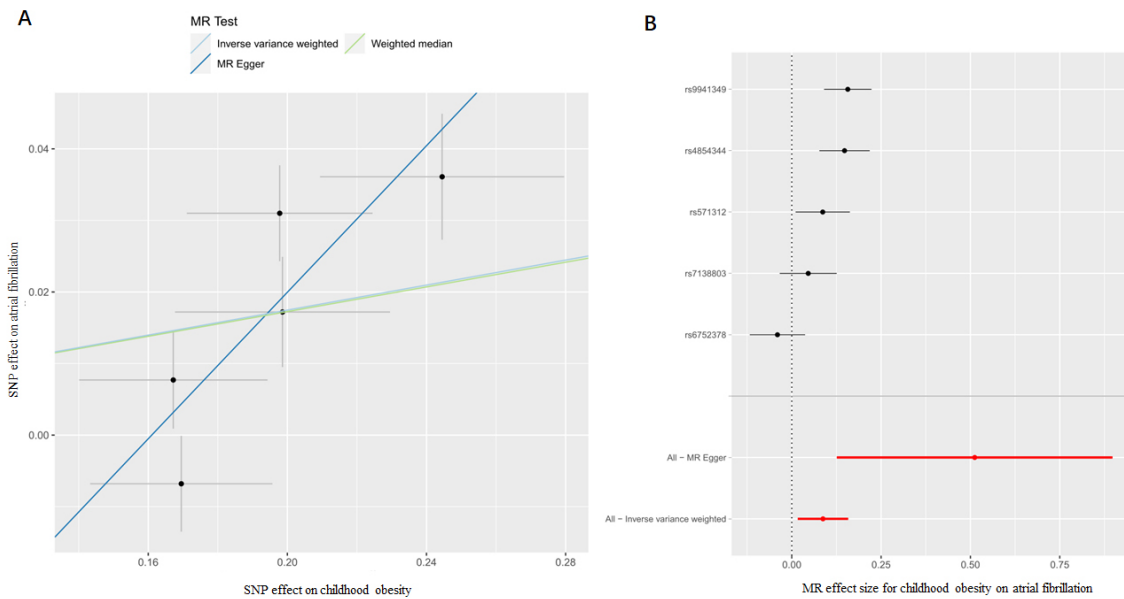 A
MR Test
Inverse variance weighted
Weighted median
MR Egger
SNP effect on atrial fibrillation
0.04
0.02
0.00
0.16
0.20
0.24
0.28
SNP effect on childhood obesity
B
rs9941349
rs4854344
rs571312
rs7138803
rs6752378
All − MR Egger
All − Inverse variance weighted
0.00
0.25
0.50
0.75
MR effect size for childhood obesity on atrial fibrillation